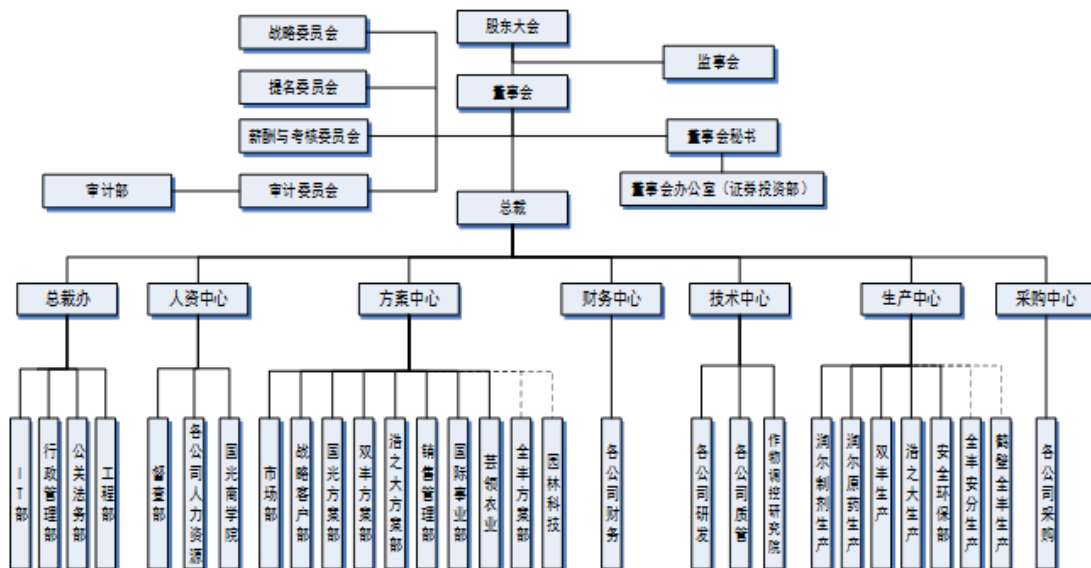 股东大会
战略委员会
监事会
提名委员会
董事会
薪酬与考核委员会
董事会秘书
审计部
审计委员会
董事会办公室（证券投资部）
总裁
总裁办
人资中心
方案中心
财务中心
技术中心
生产中心
采购中心
IT部
行政管理部
公关法务部
工程部
督查部
各公司人力资源
国光商学院
市场部
战略客户部
国光方案部
双丰方案部
浩之大方案部
销售管理部
国际事业部
芸领农业
全丰方案部
园林科技
各公司财务
各公司研发
各公司质管
作物调控研究院
润尔制剂生产
润尔原药生产
双丰生产
浩之大生产
安全环保部
全丰安分生产
鹤壁全丰生产
各公司采购